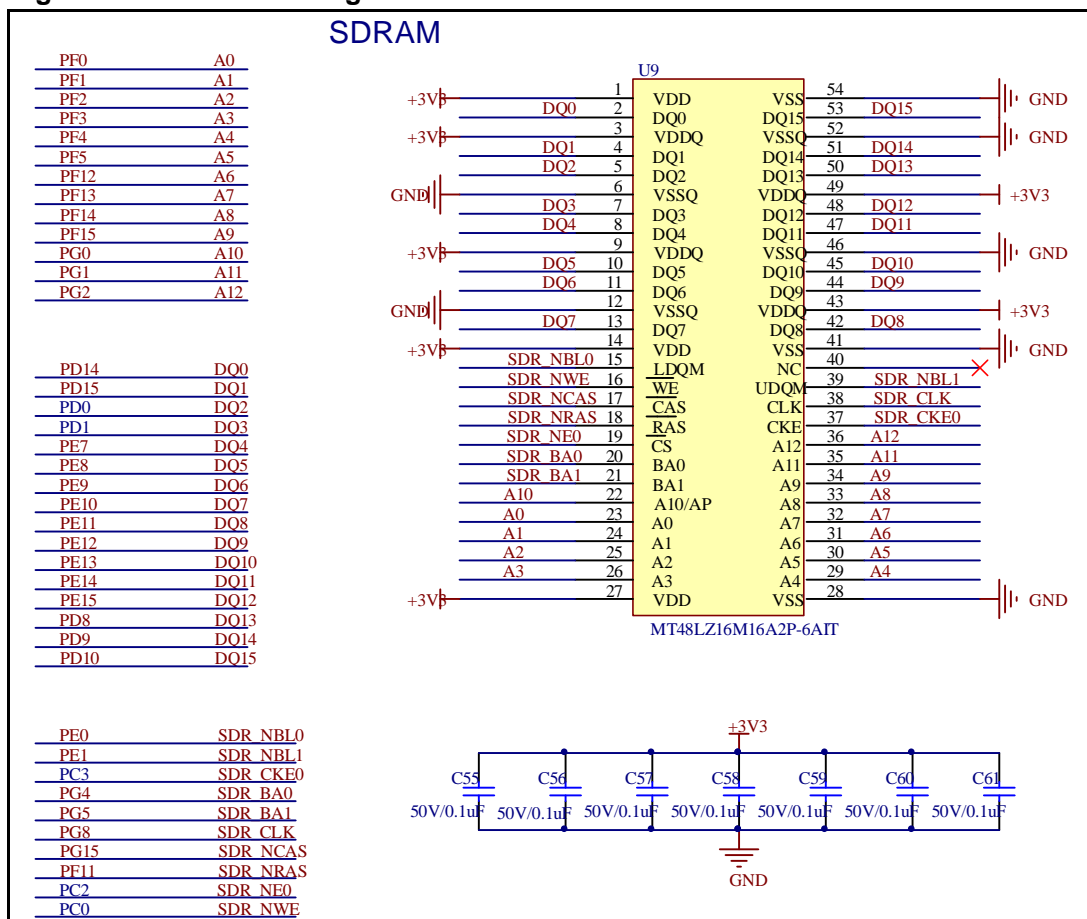 SDRAM
PF0 A0
PF1 A1
PF2 A2
PF3 A3
PF4 A4
PF5 A5
PF12 A6
PF13 A7
PF14 A8
PF15 A9
PG0 A10
PG1 A11
PG2 A12
PD14 DQ0
PD15 DQ1
PD0 DQ2
PD1 DQ3
PE7 DQ4
PE8 DQ5
PE9 DQ6
PE10 DQ7
PE11 DQ8
PE12 DQ9
PE13 DQ10
PE14 DQ11
PE15 DQ12
PD8 DQ13
PD9 DQ14
PD10 DQ15
PE0 SDR_NBL0
PE1 SDR_NBL1
PC3 SDR_CKE0
PG4 SDR_BA0
PG5 SDR_BA1
PG8 SDR_CLK
PG15 SDR_NCAS
PF11 SDR_NRAS
PC2 SDR_NE0
PC0 SDR_NWE
U9
+3V3 1 VDD VSS 54 GND
DQ0 2 DQ0 DQ15 53 DQ15
+3V3 3 VDDQ VSSQ 52 GND
DQ1 4 DQ1 DQ14 51 DQ14
DQ2 5 DQ2 DQ13 50 DQ13
GND 6 VSSQ VDDQ 49 +3V3
DQ3 7 DQ3 DQ12 48 DQ12
DQ4 8 DQ4 DQ11 47 DQ11
+3V3 9 VDDQ VSSQ 46 GND
DQ5 10 DQ5 DQ10 45 DQ10
DQ6 11 DQ6 DQ9 44 DQ9
GND 12 VSSQ VDDQ 43 +3V3
DQ7 13 DQ7 DQ8 42 DQ8
+3V3 14 VDD VSS 41 GND
SDR_NBL0 15 LDQM NC 40
SDR_NWE 16 WE UDQM 39 SDR_NBL1
SDR_NCAS 17 CAS CLK 38 SDR_CLK
SDR_NRAS 18 RAS CKE 37 SDR_CKE0
SDR_NE0 19 CS A12 36 A12
SDR_BA0 20 BA0 A11 35 A11
SDR_BA1 21 BA1 A9 34 A9
A10 22 A10/AP A8 33 A8
A0 23 A0 A7 32 A7
A1 24 A1 A6 31 A6
A2 25 A2 A5 30 A5
A3 26 A3 A4 29 A4
+3V3 27 VDD VSS 28 GND
MT48LZ16M16A2P-6AIT
+3V3
C55 C56 C57 C58 C59 C60 C61
50V/0.1uF 50V/0.1uF 50V/0.1uF 50V/0.1uF 50V/0.1uF 50V/0.1uF 50V/0.1uF
GND